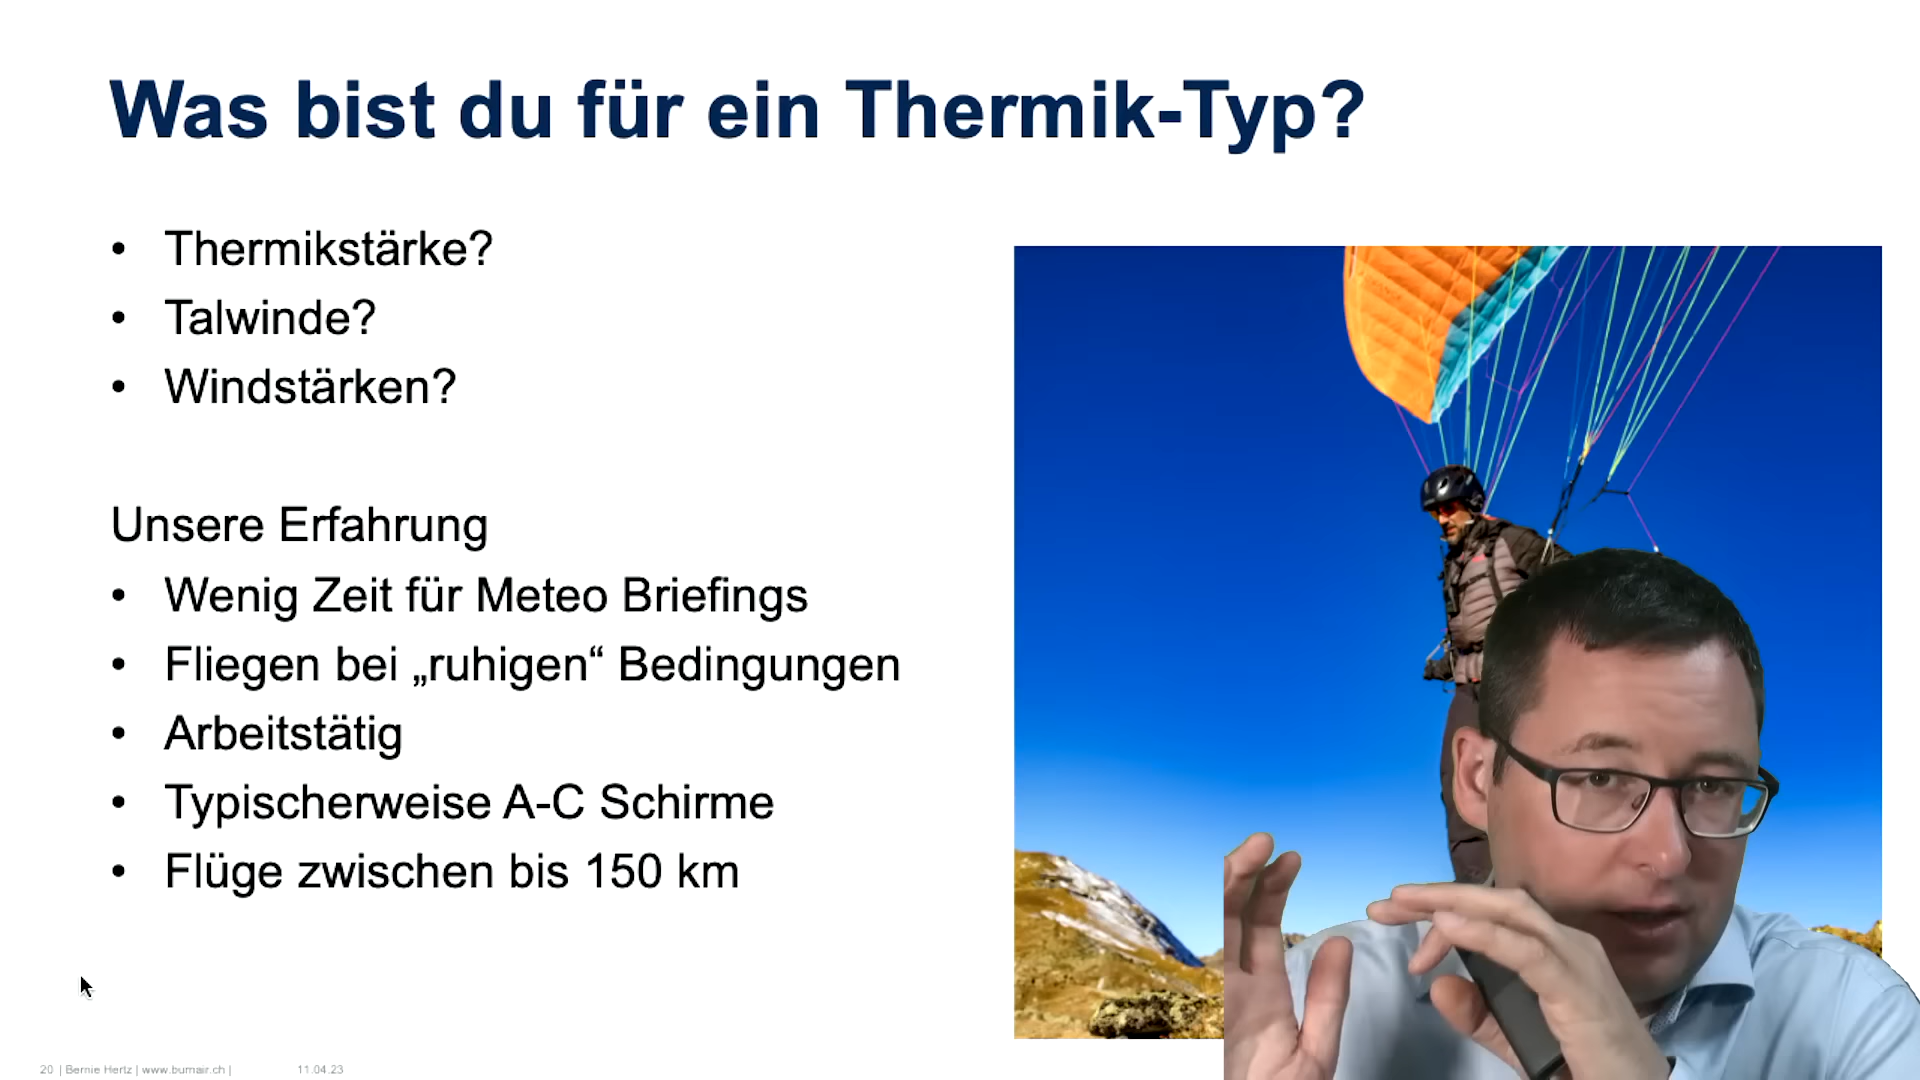 Was bist du für ein Thermik-Typ?
• Thermikstärke?
• Talwinde?
• Windstärken?
Unsere Erfahrung
• Wenig Zeit für Meteo Briefings
• Fliegen bei „ruhigen“ Bedingungen
• Arbeitstätig
• Typischerweise A-C Schirme
• Flüge zwischen bis 150 km
20 | Bernie Hertz | www.burnair.ch | 11.04.23